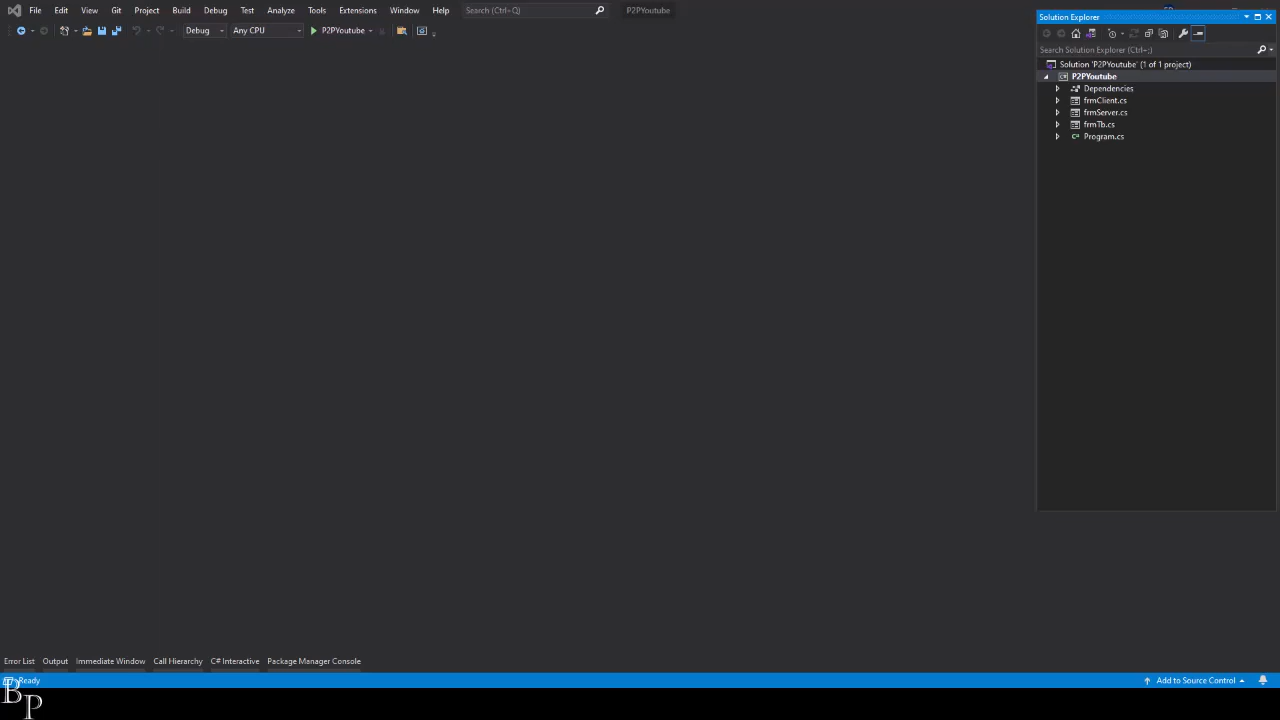 File Edit View Git Project Build Debug Test Analyze Tools Extensions Window Help Search (Ctrl+Q) P2PYoutube
Debug Any CPU P2PYoutube
Solution Explorer
Search Solution Explorer (Ctrl+;)
Solution 'P2PYoutube' (1 of 1 project)
P2PYoutube
Dependencies
frmClient.cs
frmServer.cs
frmTb.cs
C# Program.cs
Error List Output Immediate Window Call Hierarchy C# Interactive Package Manager Console
Ready Add to Source Control
B
P